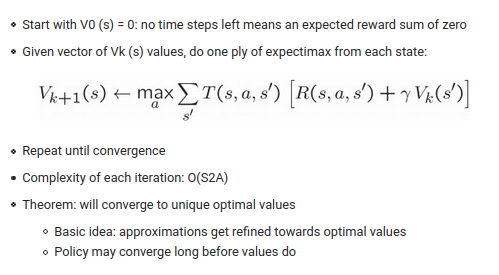 • Start with V0 (s) = 0: no time steps left means an expected reward sum of zero
• Given vector of Vk (s) values, do one ply of expectimax from each state:
V_{k+1}(s) ← max_a ∑_{s'} T(s, a, s') [R(s, a, s') + γ V_k(s')]
• Repeat until convergence
• Complexity of each iteration: O(S2A)
• Theorem: will converge to unique optimal values
◦ Basic idea: approximations get refined towards optimal values
◦ Policy may converge long before values do